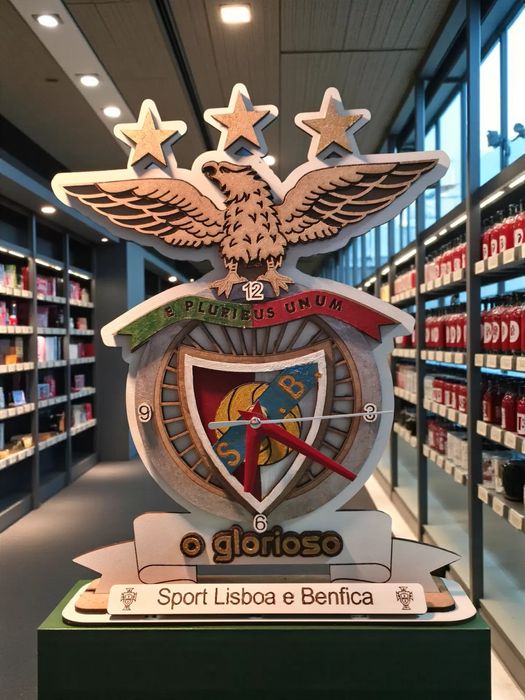 12
E PLURIBUS UNUM
9
3
S.B.
6
o glorioso
Sport Lisboa e Benfica